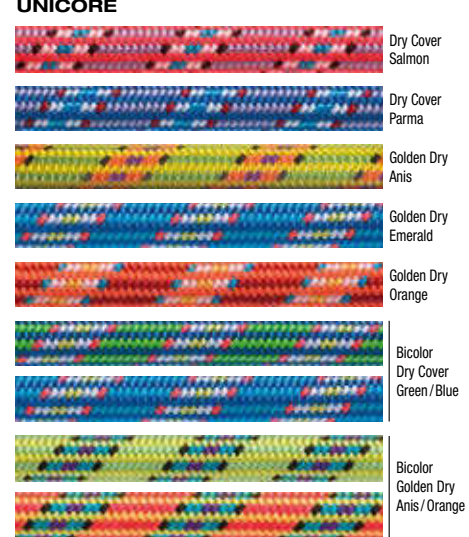 UNICORE
Dry Cover
Salmon
Dry Cover
Parma
Golden Dry
Anis
Golden Dry
Emerald
Golden Dry
Orange
Bicolor
Dry Cover
Green / Blue
Bicolor
Golden Dry
Anis / Orange